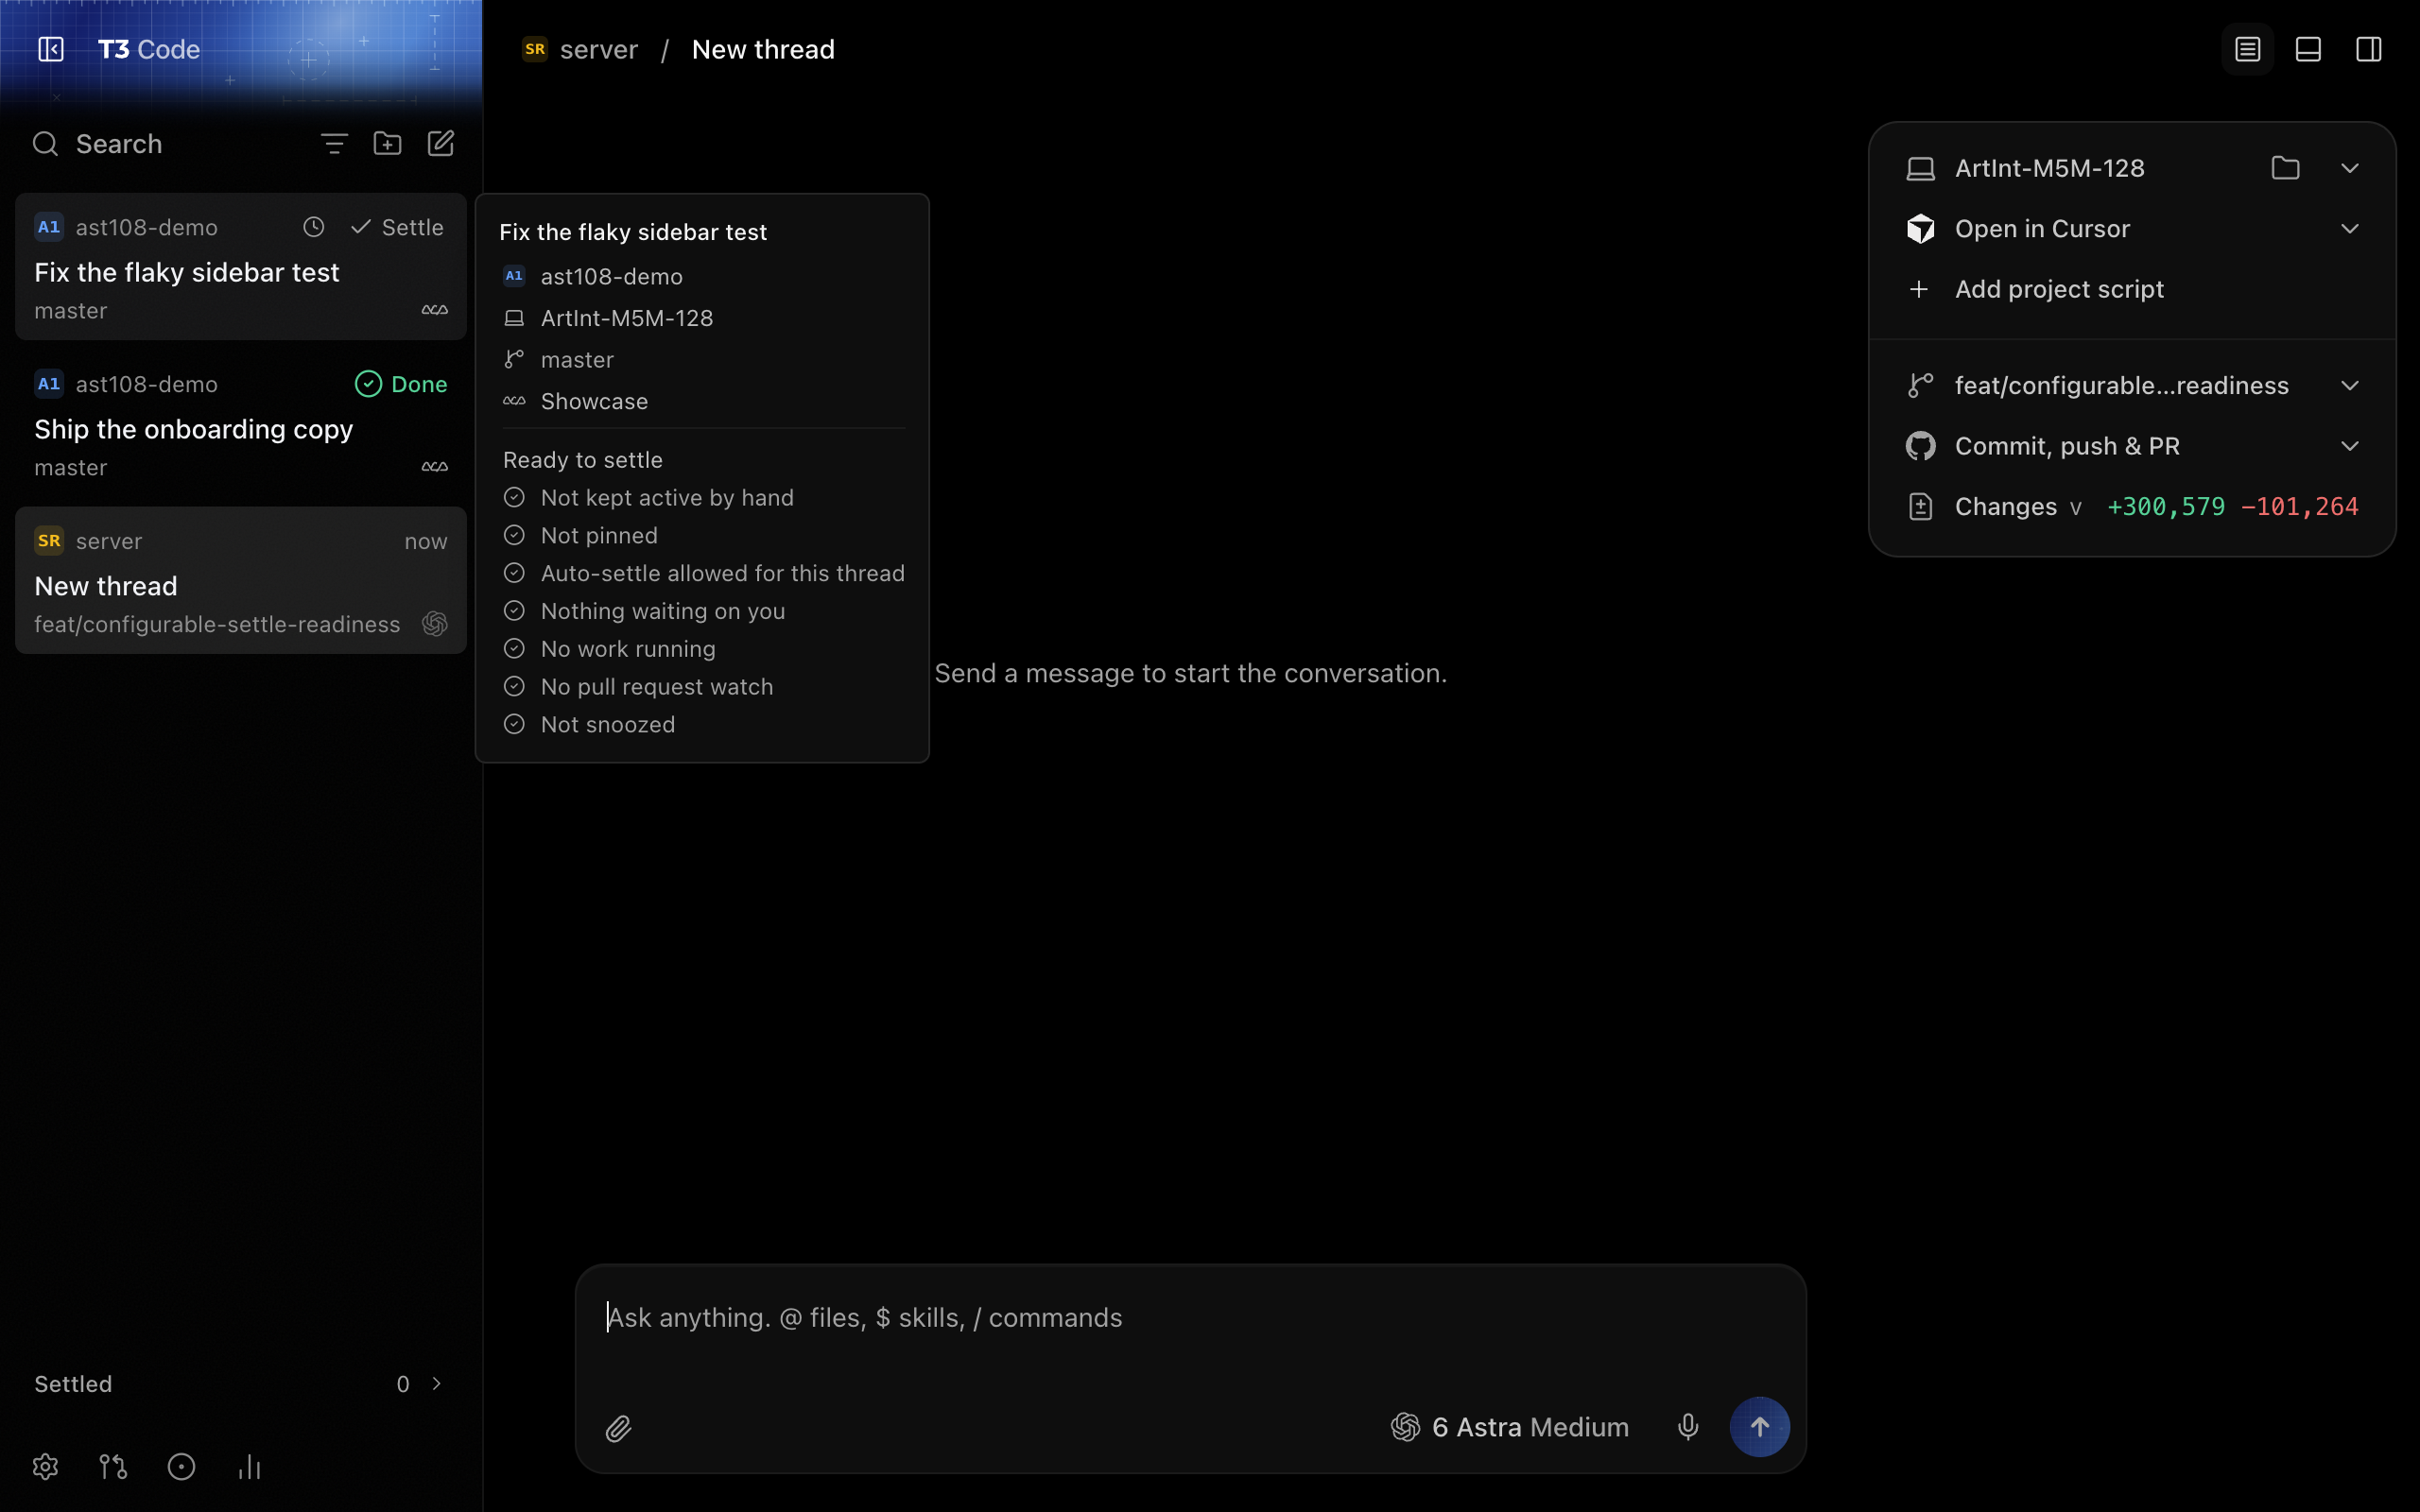 T3 Code
Search
A1 ast108-demo Settle
Fix the flaky sidebar test
master
A1 ast108-demo Done
Ship the onboarding copy
master
SR server now
New thread
feat/configurable-settle-readiness
Settled 0
SR server / New thread
Fix the flaky sidebar test
A1 ast108-demo
ArtInt-M5M-128
master
Showcase
Ready to settle
Not kept active by hand
Not pinned
Auto-settle allowed for this thread
Nothing waiting on you
No work running
No pull request watch
Not snoozed
Send a message to start the conversation.
Ask anything. @ files, $ skills, / commands
6 Astra Medium
ArtInt-M5M-128
Open in Cursor
Add project script
feat/configurable...readiness
Commit, push & PR
Changes v +300,579 −101,264